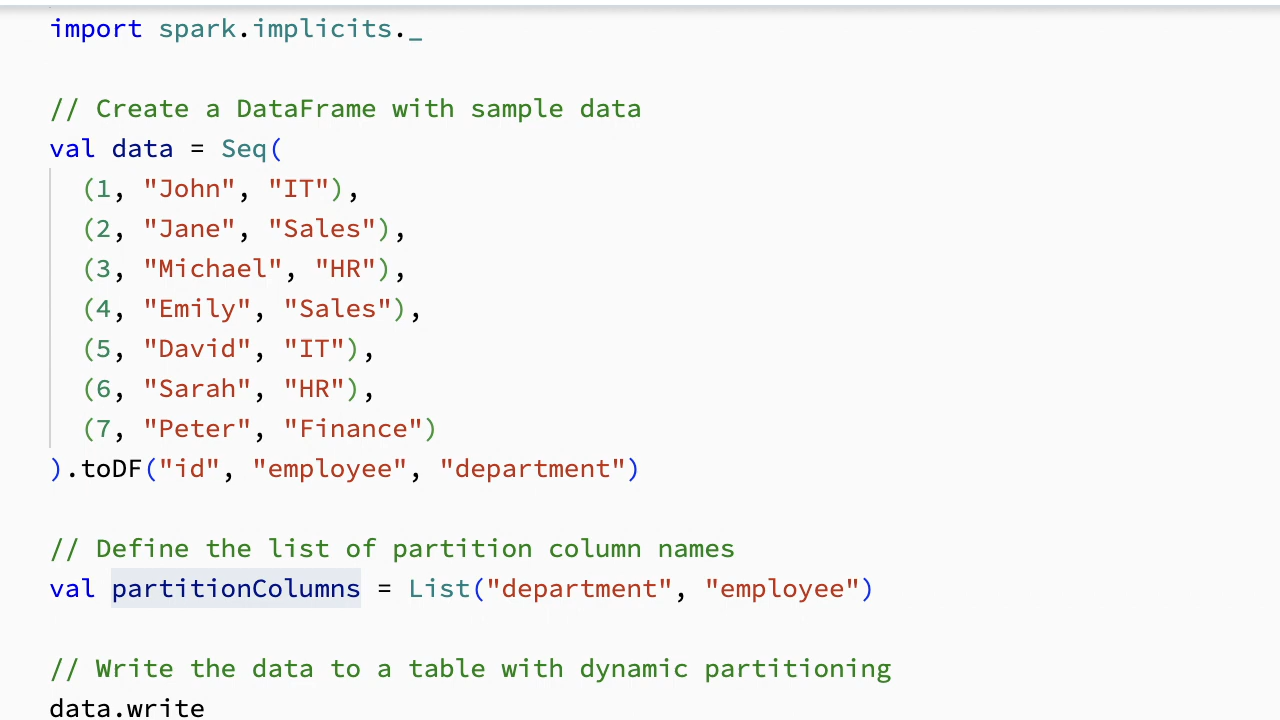 import spark.implicits._
// Create a DataFrame with sample data
val data = Seq(
(1, "John", "IT"),
(2, "Jane", "Sales"),
(3, "Michael", "HR"),
(4, "Emily", "Sales"),
(5, "David", "IT"),
(6, "Sarah", "HR"),
(7, "Peter", "Finance")
).toDF("id", "employee", "department")
// Define the list of partition column names
val partitionColumns = List("department", "employee")
// Write the data to a table with dynamic partitioning
data.write